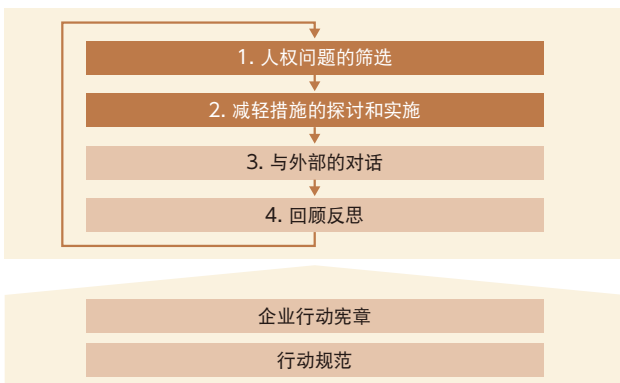 1. 人权问题的筛选
2. 减轻措施的探讨和实施
3. 与外部的对话
4. 回顾反思
企业行动宪章
行动规范